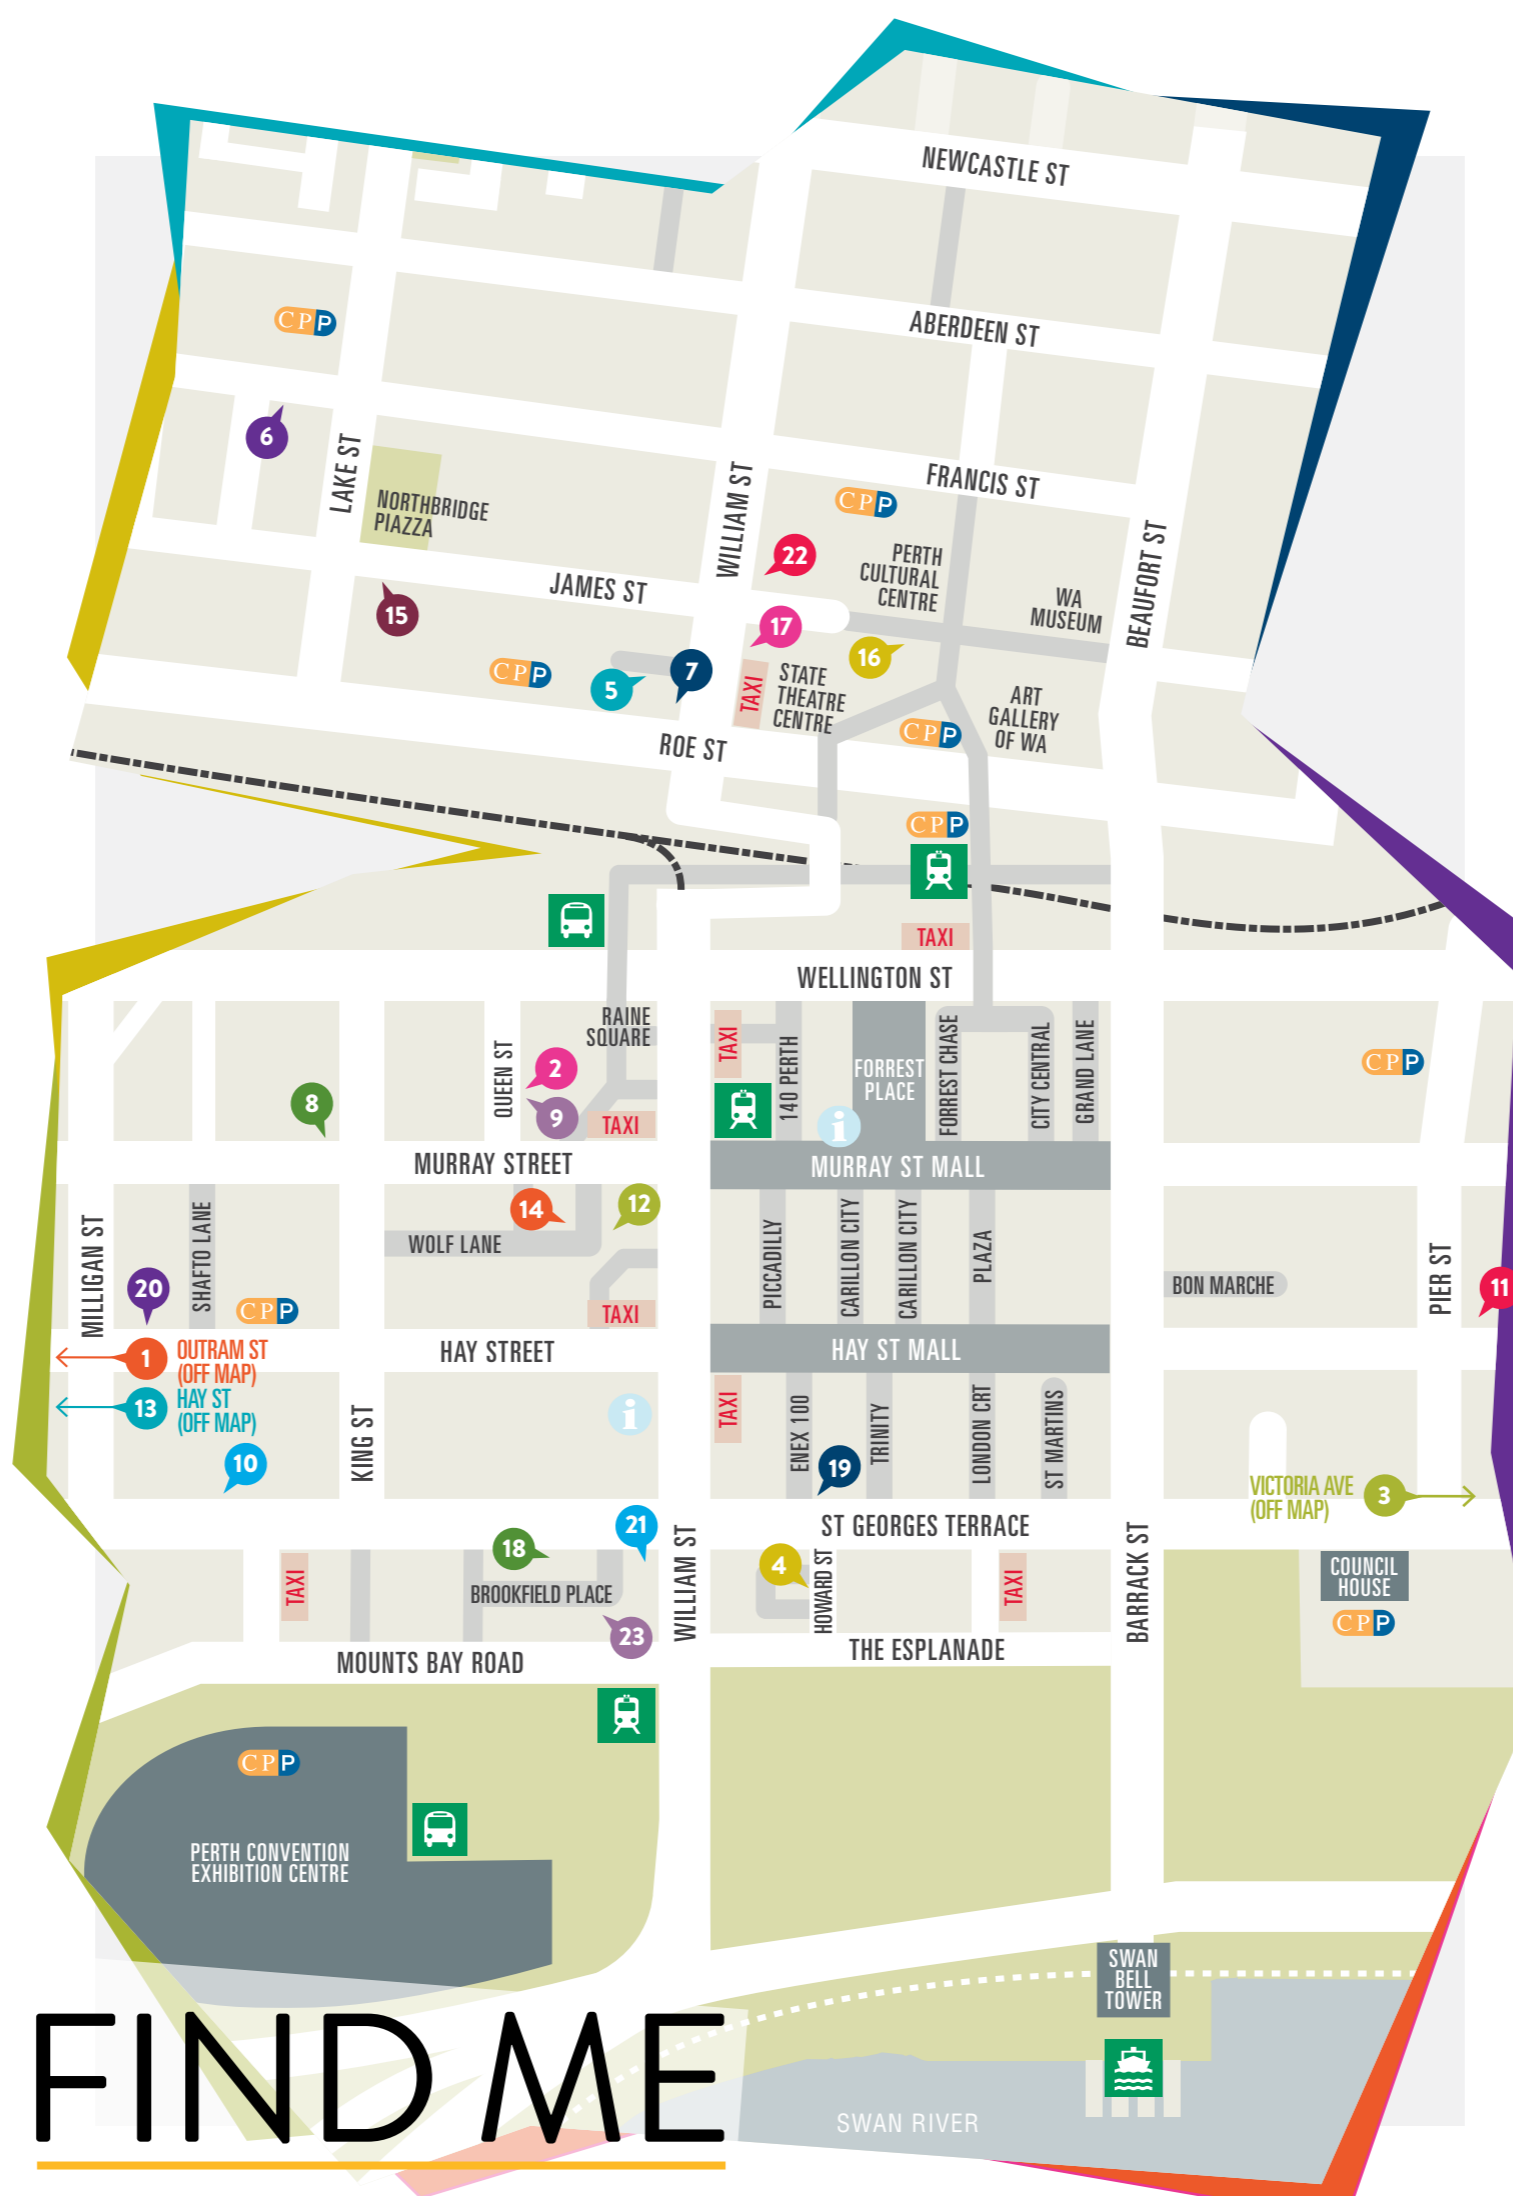 NEWCASTLE ST
CPP
ABERDEEN ST
6
LAKE ST
NORTHBRIDGE
PIAZZA
WILLIAM ST
FRANCIS ST
CPP
22
PERTH
CULTURAL
CENTRE
BEAUFORT ST
JAMES ST
WA
MUSEUM
15
17
16
CPP
5
7
TAXI
STATE
THEATRE
CENTRE
ART
GALLERY
OF WA
CPP
ROE ST
CPP
TAXI
WELLINGTON ST
RAINE
SQUARE
QUEEN ST
2
9
TAXI
8
TAXI
140 PERTH
i
FORREST
PLACE
FORREST CHASE
CITY CENTRAL
GRAND LANE
CPP
MURRAY STREET
MURRAY ST MALL
MILLIGAN ST
SHAFTO LANE
14
12
WOLF LANE
PICCADILLY
CARILLON CITY
CARILLON CITY
PLAZA
BON MARCHE
PIER ST
11
20
CPP
TAXI
1
OUTRAM ST
(OFF MAP)
HAY STREET
HAY ST MALL
13
HAY ST
(OFF MAP)
KING ST
i
TAXI
ENEX 100
TRINITY
LONDON CRT
ST MARTINS
10
19
VICTORIA AVE
(OFF MAP)
3
21
ST GEORGES TERRACE
18
TAXI
BROOKFIELD PLACE
WILLIAM ST
4
HOWARD ST
TAXI
BARRACK ST
COUNCIL
HOUSE
CPP
23
MOUNTS BAY ROAD
THE ESPLANADE
CPP
PERTH CONVENTION
EXHIBITION CENTRE
SWAN
BELL
TOWER
FIND ME
SWAN RIVER